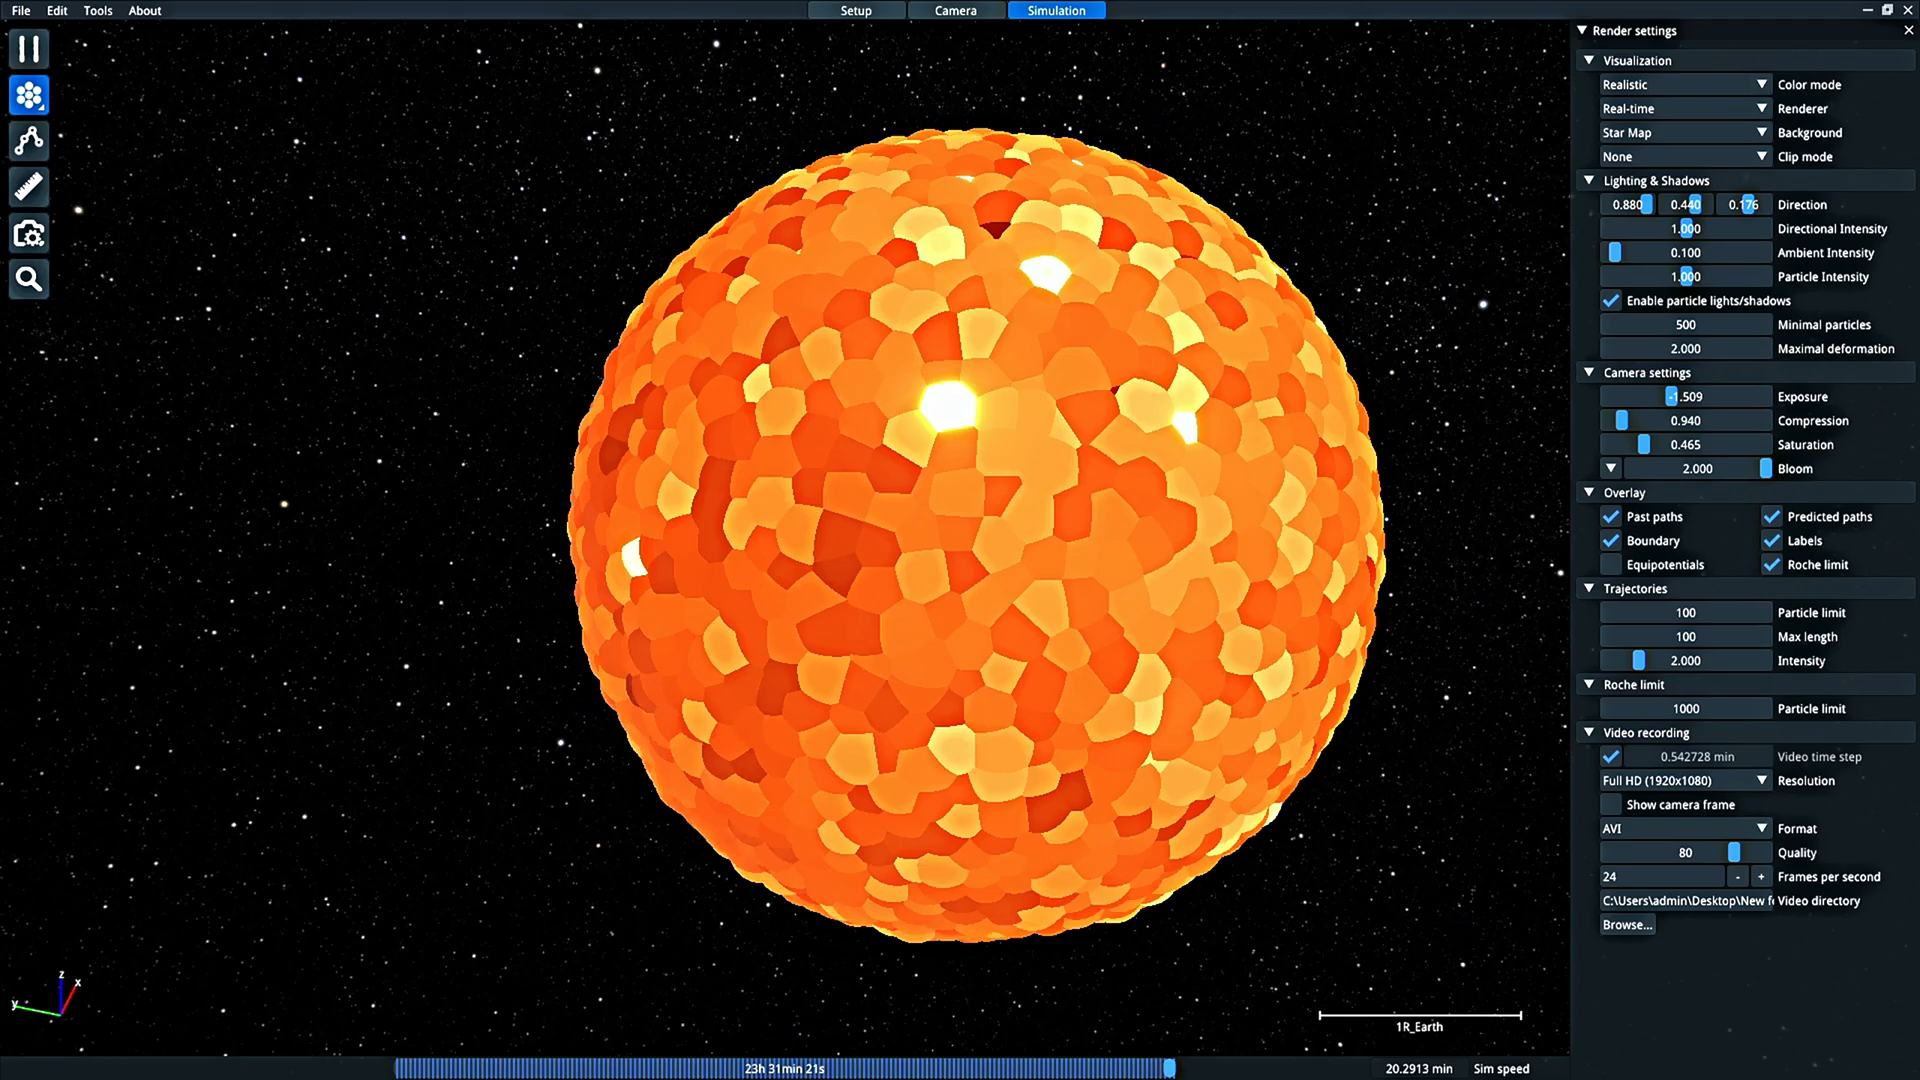 File Edit Tools About
Setup Camera Simulation
Render settings
Visualization
Realistic Color mode
Real-time Renderer
Star Map Background
None Clip mode
Lighting & Shadows
0.880 0.440 0.176 Direction
1.000 Directional Intensity
0.100 Ambient Intensity
1.000 Particle Intensity
Enable particle lights/shadows
500 Minimal particles
2.000 Maximal deformation
Camera settings
-1.509 Exposure
0.940 Compression
0.465 Saturation
2.000 Bloom
Overlay
Past paths Predicted paths
Boundary Labels
Equipotentials Roche limit
Trajectories
100 Particle limit
100 Max length
2.000 Intensity
Roche limit
1000 Particle limit
Video recording
0.542728 min Video time step
Full HD (1920x1080) Resolution
Show camera frame
AVI Format
80 Quality
24 - + Frames per second
C:\Users\admin\Desktop\New f Video directory
Browse...
z
x
y
1R_Earth
23h 31min 21s 20.2913 min Sim speed